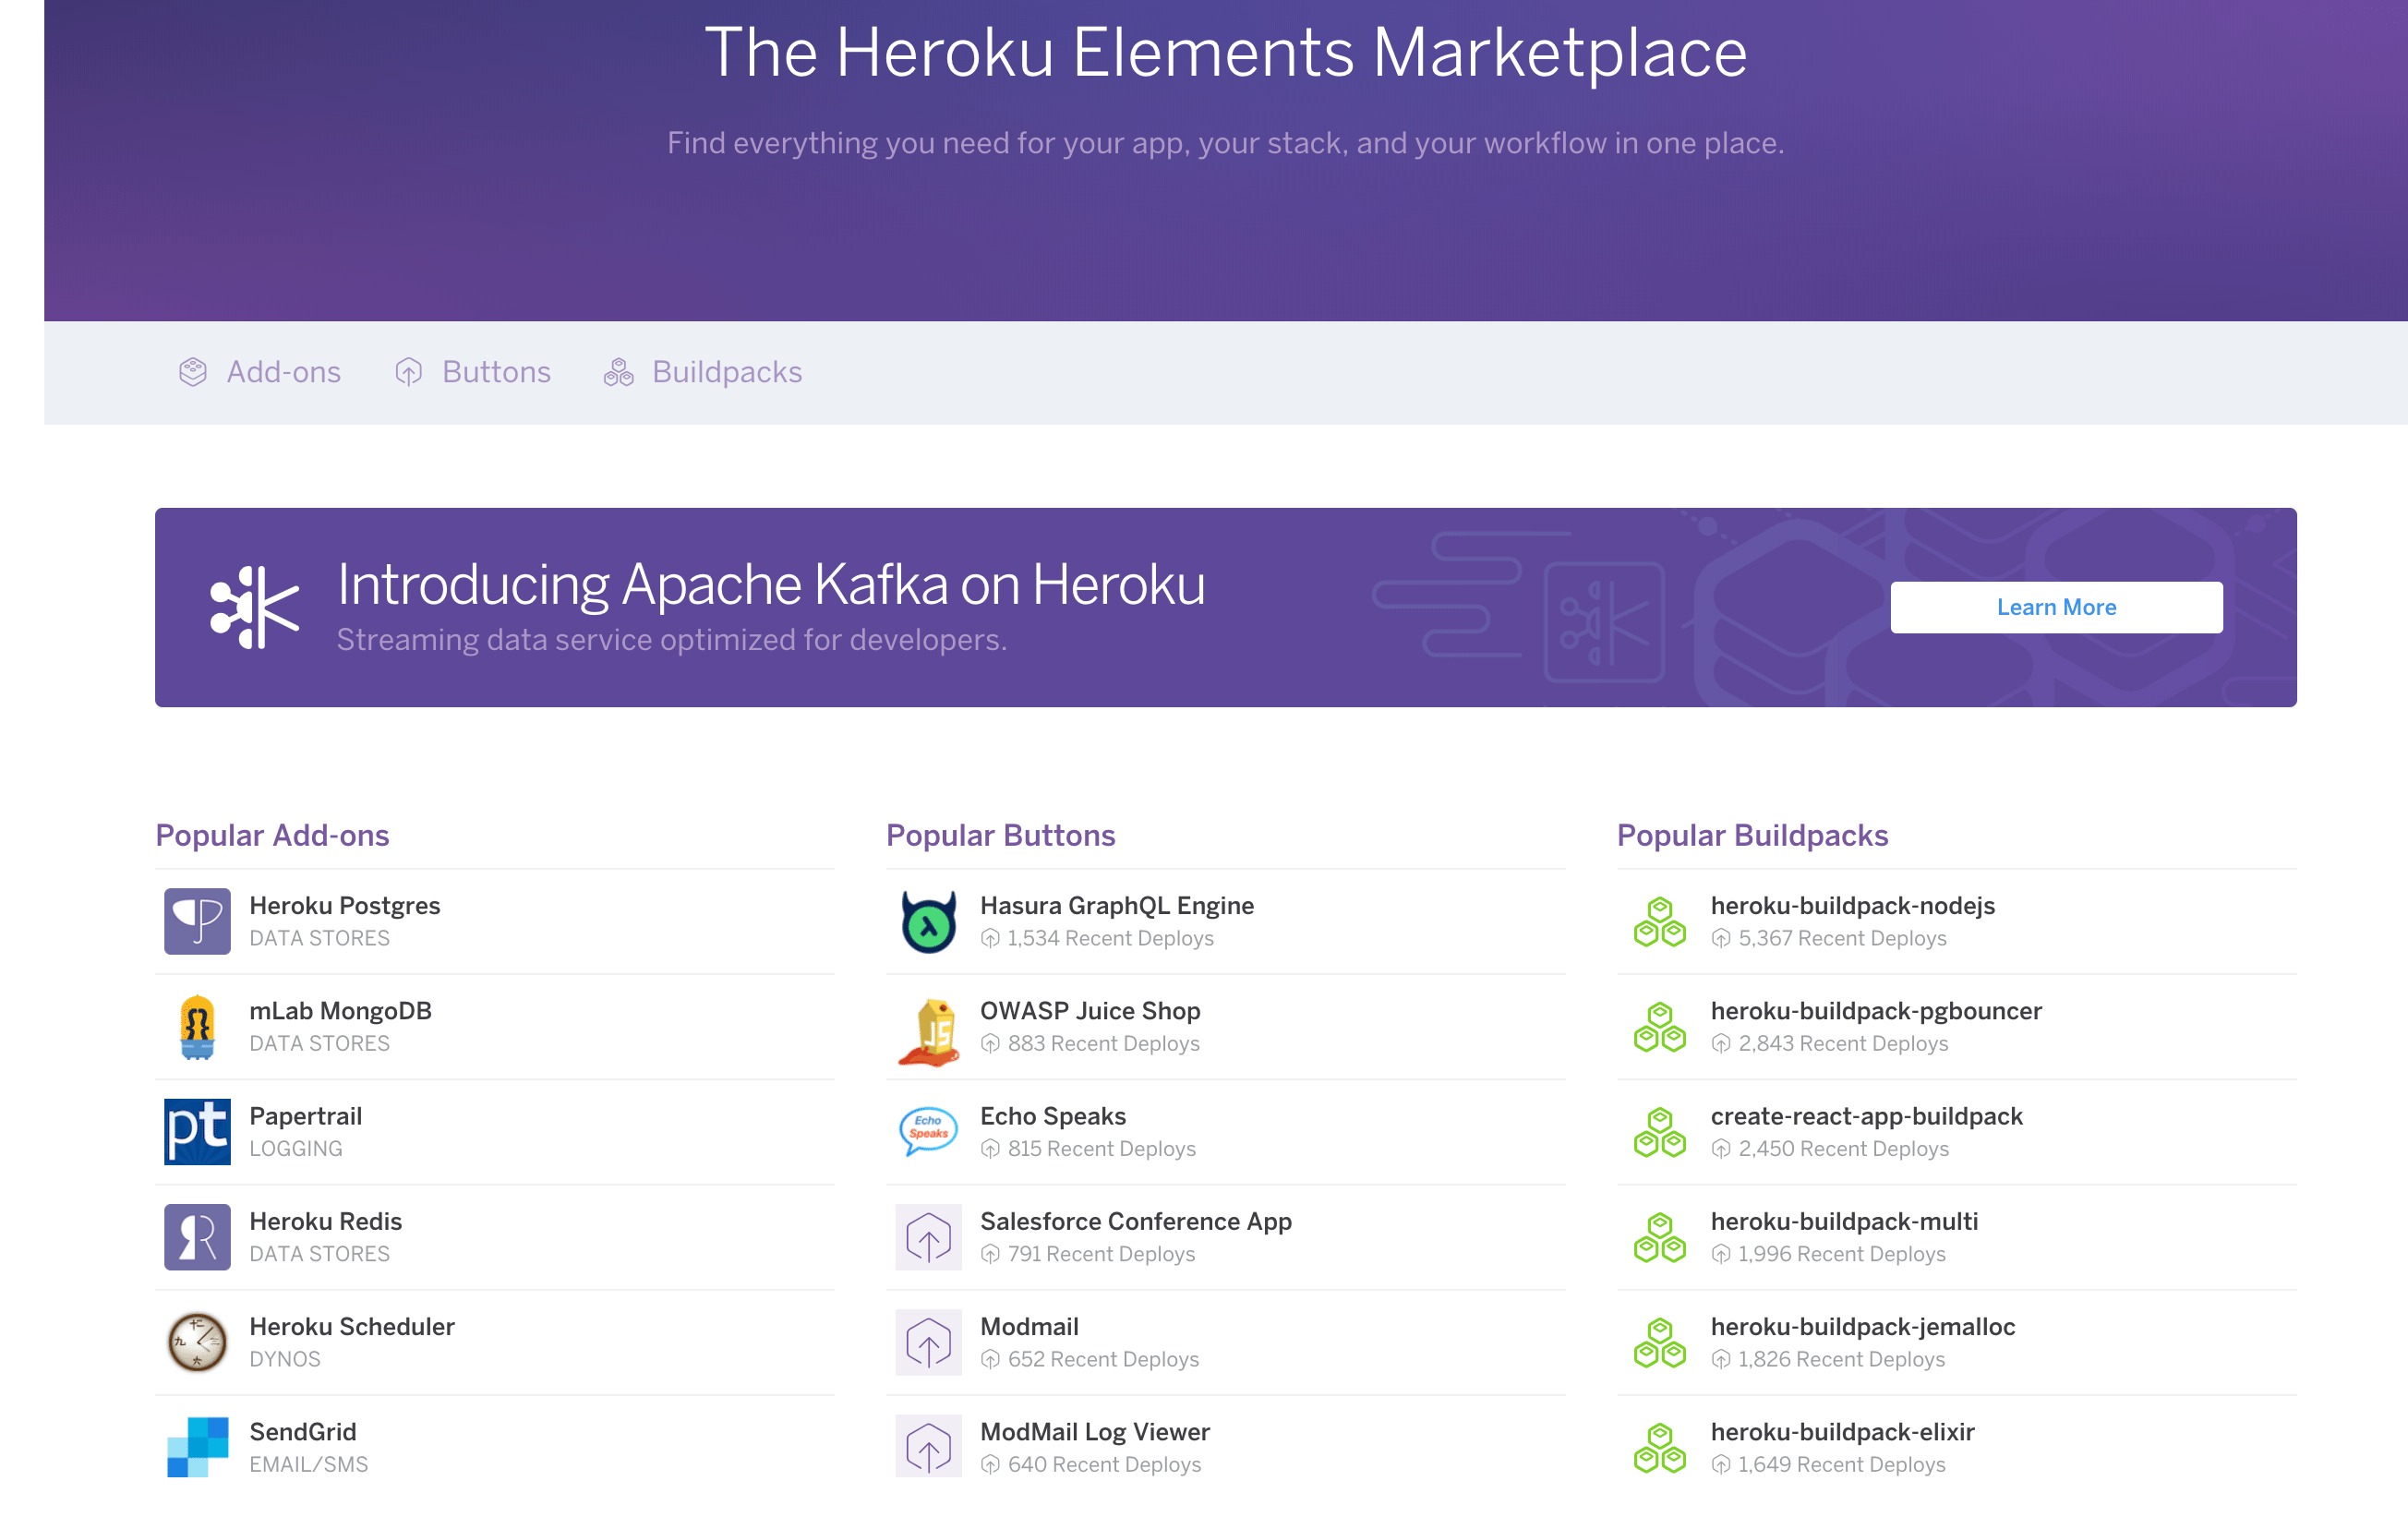 The Heroku Elements Marketplace
Find everything you need for your app, your stack, and your workflow in one place.
Add-ons
Buttons
Buildpacks
Introducing Apache Kafka on Heroku
Streaming data service optimized for developers.
Learn More
Popular Add-ons
Heroku Postgres
DATA STORES
mLab MongoDB
DATA STORES
pt
Papertrail
LOGGING
Heroku Redis
DATA STORES
Heroku Scheduler
DYNOS
SendGrid
EMAIL/SMS
Popular Buttons
Hasura GraphQL Engine
1,534 Recent Deploys
JS
OWASP Juice Shop
883 Recent Deploys
Echo
Speaks
Echo Speaks
815 Recent Deploys
Salesforce Conference App
791 Recent Deploys
Modmail
652 Recent Deploys
ModMail Log Viewer
640 Recent Deploys
Popular Buildpacks
heroku-buildpack-nodejs
5,367 Recent Deploys
heroku-buildpack-pgbouncer
2,843 Recent Deploys
create-react-app-buildpack
2,450 Recent Deploys
heroku-buildpack-multi
1,996 Recent Deploys
heroku-buildpack-jemalloc
1,826 Recent Deploys
heroku-buildpack-elixir
1,649 Recent Deploys